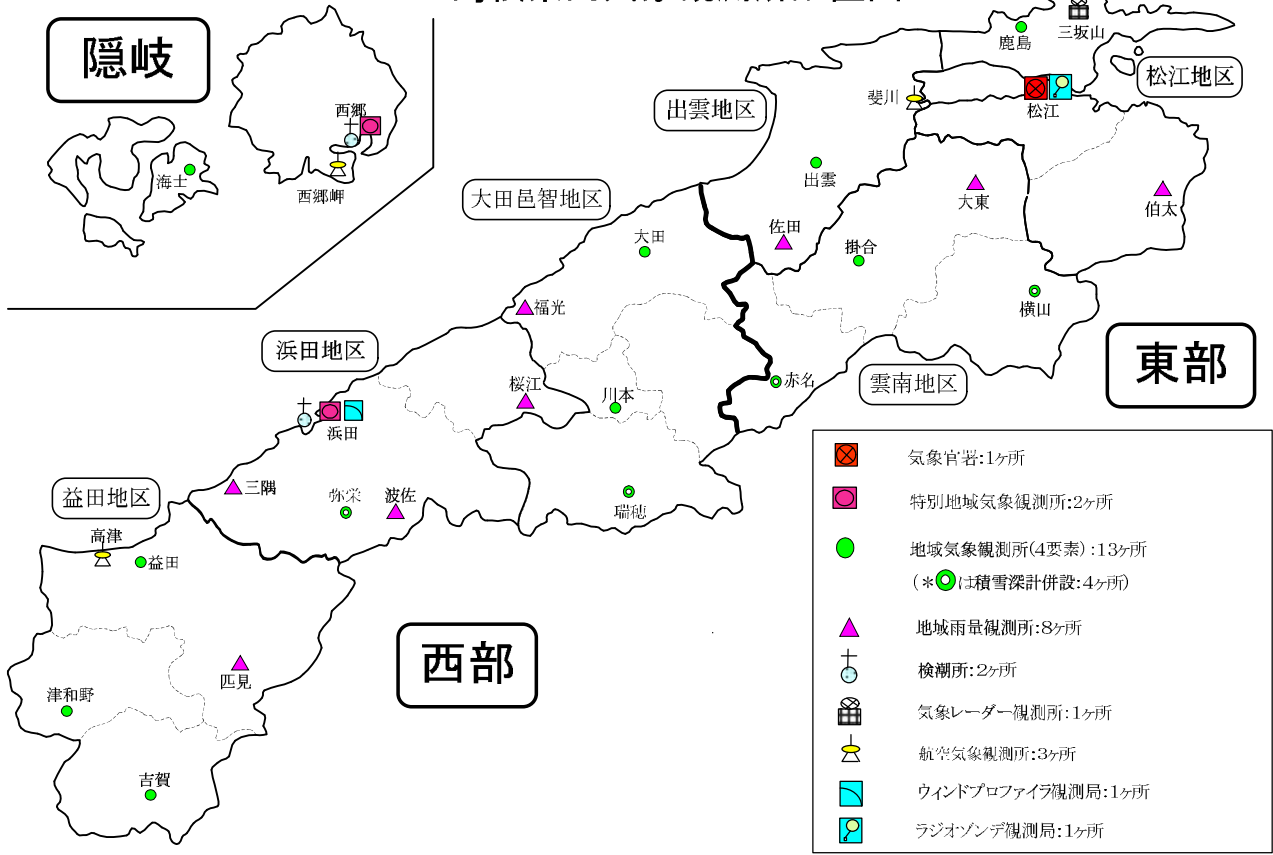 隠岐
西郷
海士
西郷岬
鹿島
三坂山
松江地区
斐川
松江
出雲地区
出雲
大田邑智地区
大東
伯太
佐田
大田
掛合
横山
福光
浜田地区
東部
桜江
川本
赤名
雲南地区
浜田
益田地区
三隅
弥栄
波佐
瑞穂
高津
益田
西部
匹見
津和野
吉賀
気象官署:1ヶ所
特別地域気象観測所:2ヶ所
地域気象観測所(4要素):13ヶ所
(*◎は積雪深計併設:4ヶ所)
地域雨量観測所:8ヶ所
検潮所:2ヶ所
気象レーダー観測所:1ヶ所
航空気象観測所:3ヶ所
ウィンドプロファイラ観測局:1ヶ所
ラジオゾンデ観測局:1ヶ所